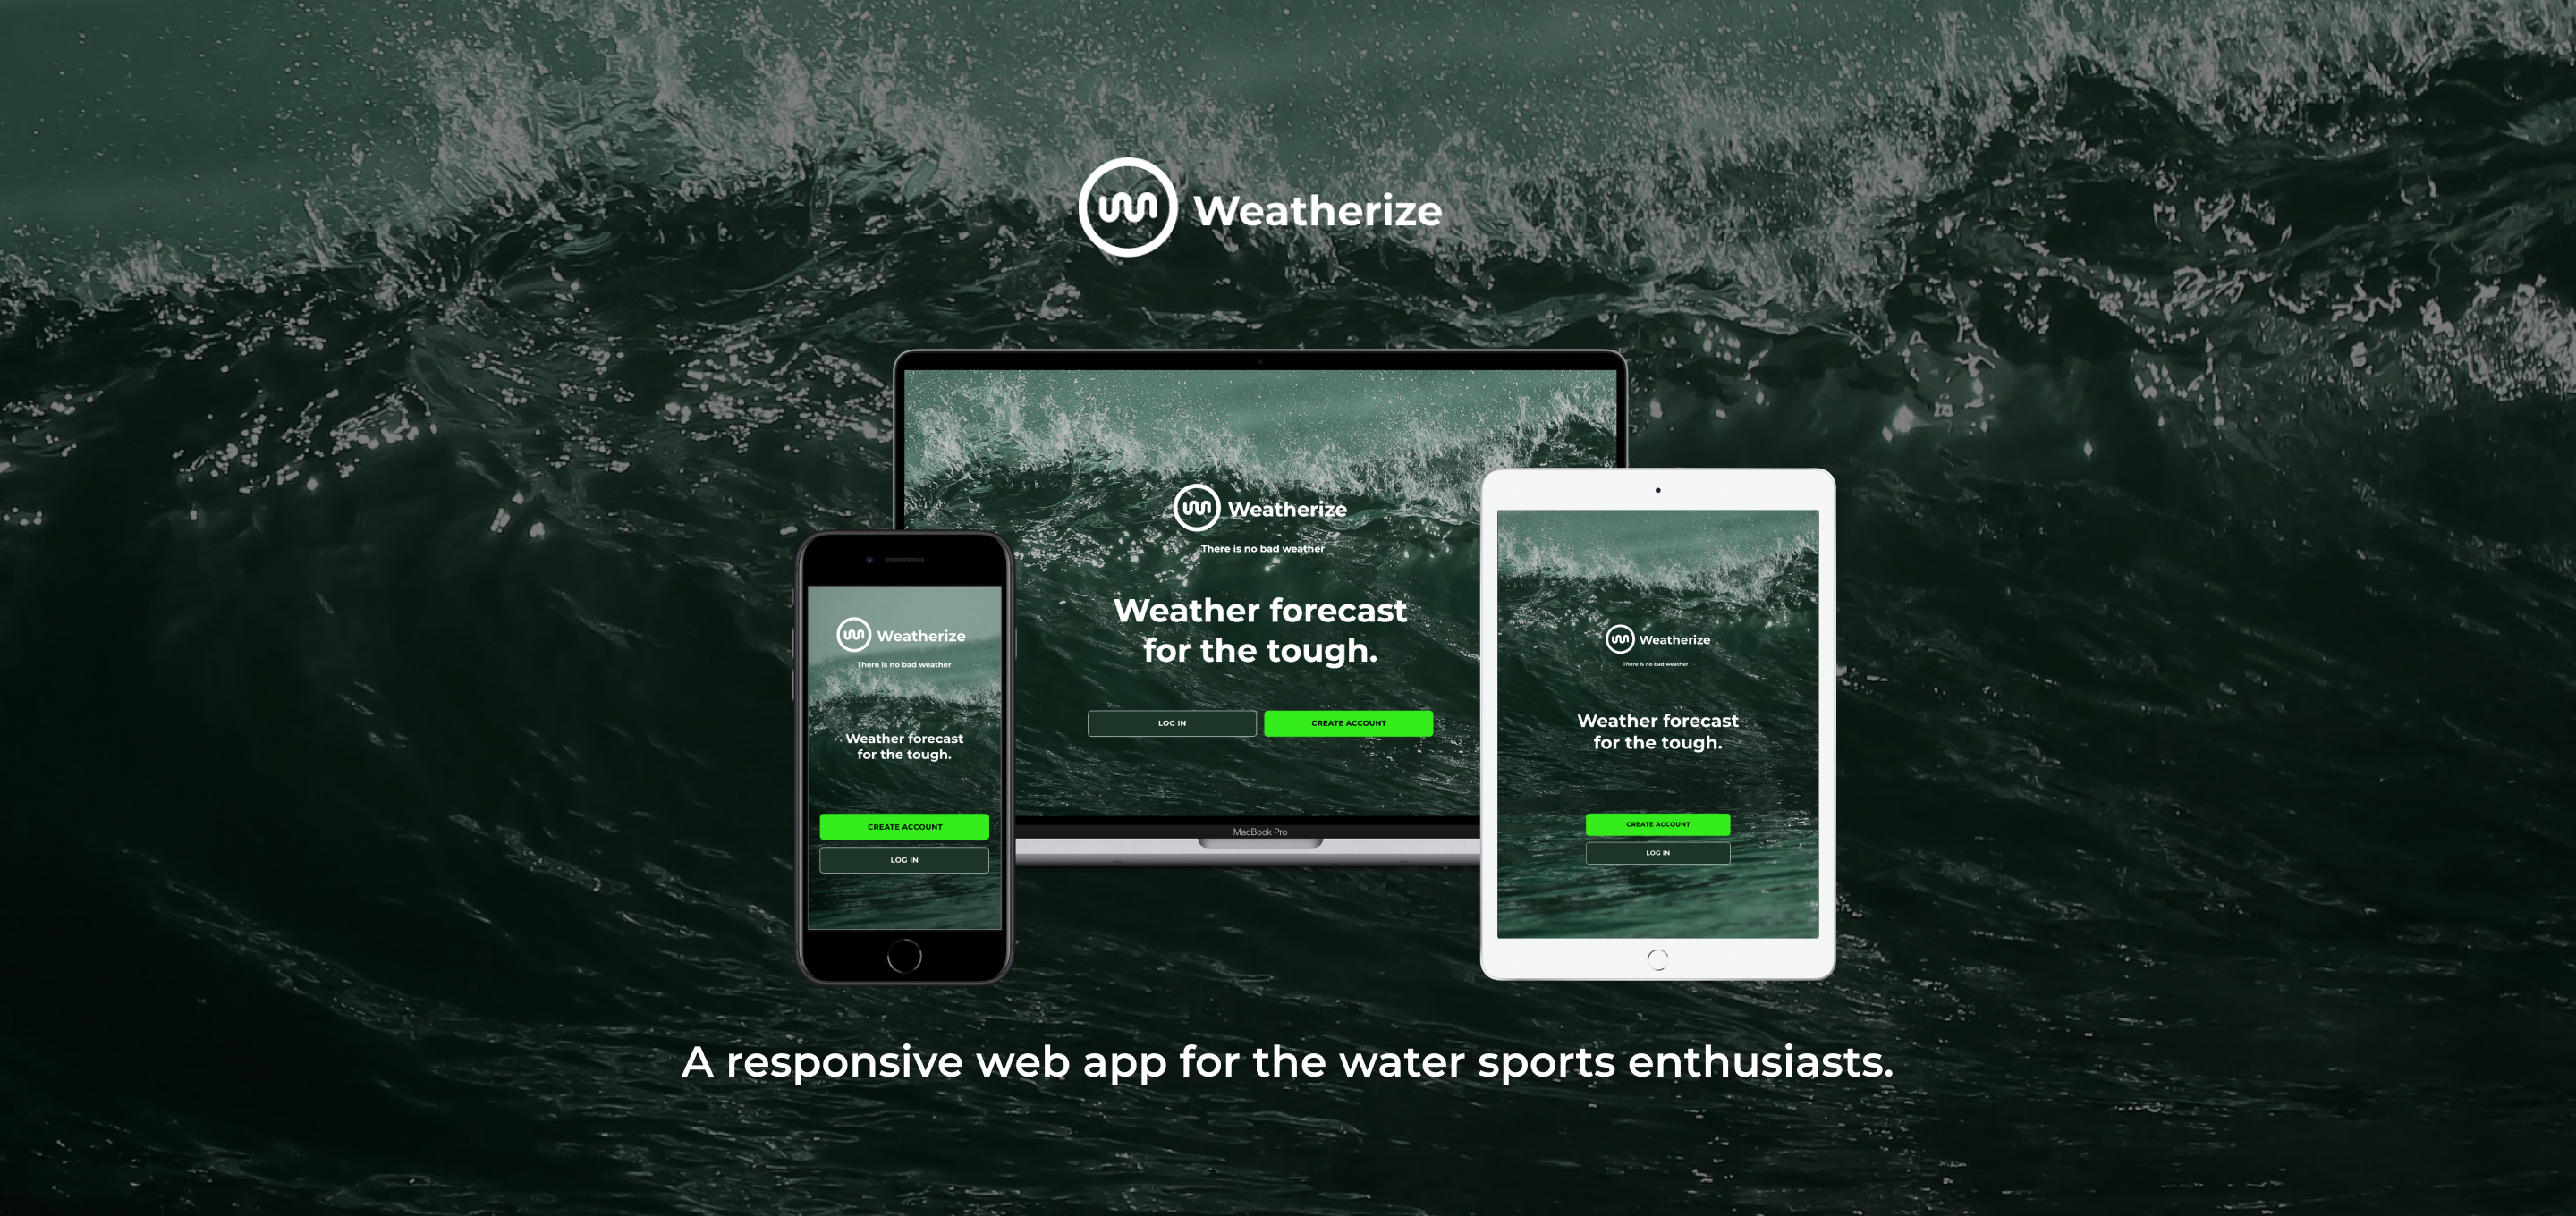 Weatherize
Weatherize
There is no bad weather
Weather forecast
for the tough.
LOG IN
CREATE ACCOUNT
MacBook Pro
Weatherize
There is no bad weather
Weather forecast
for the tough.
CREATE ACCOUNT
LOG IN
Weatherize
There is no bad weather
Weather forecast
for the tough.
CREATE ACCOUNT
LOG IN
A responsive web app for the water sports enthusiasts.